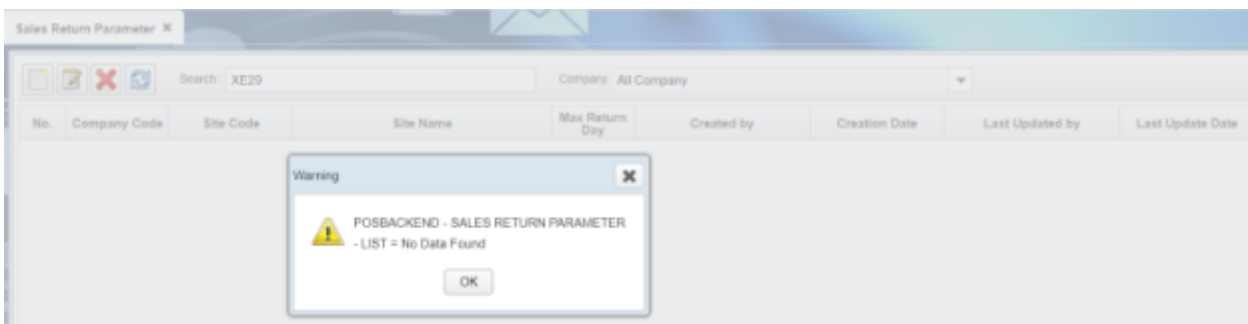 Sales Return Parameter
Search : XE29 Company All Company
No. Company Code Site Code Site Name Max Return Day Created by Creation Date Last Updated by Last Update Date
Warning
POSBACKEND - SALES RETURN PARAMETER
- LIST = No Data Found
OK